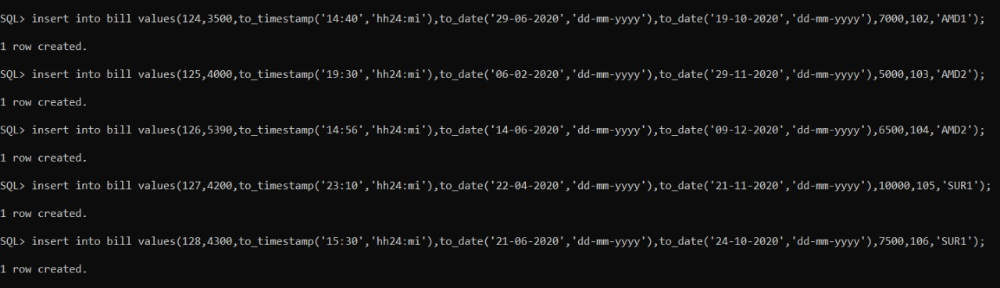 SQL> insert into bill values(124,3500,to_timestamp('14:40','hh24:mi'),to_date('29-06-2020','dd-mm-yyyy'),to_date('19-10-2020','dd-mm-yyyy'),7000,102,'AMD1');
1 row created.
SQL> insert into bill values(125,4000,to_timestamp('19:30','hh24:mi'),to_date('06-02-2020','dd-mm-yyyy'),to_date('29-11-2020','dd-mm-yyyy'),5000,103,'AMD2');
1 row created.
SQL> insert into bill values(126,5390,to_timestamp('14:56','hh24:mi'),to_date('14-06-2020','dd-mm-yyyy'),to_date('09-12-2020','dd-mm-yyyy'),6500,104,'AMD2');
1 row created.
SQL> insert into bill values(127,4200,to_timestamp('23:10','hh24:mi'),to_date('22-04-2020','dd-mm-yyyy'),to_date('21-11-2020','dd-mm-yyyy'),10000,105,'SUR1');
1 row created.
SQL> insert into bill values(128,4300,to_timestamp('15:30','hh24:mi'),to_date('21-06-2020','dd-mm-yyyy'),to_date('24-10-2020','dd-mm-yyyy'),7500,106,'SUR1');
1 row created.